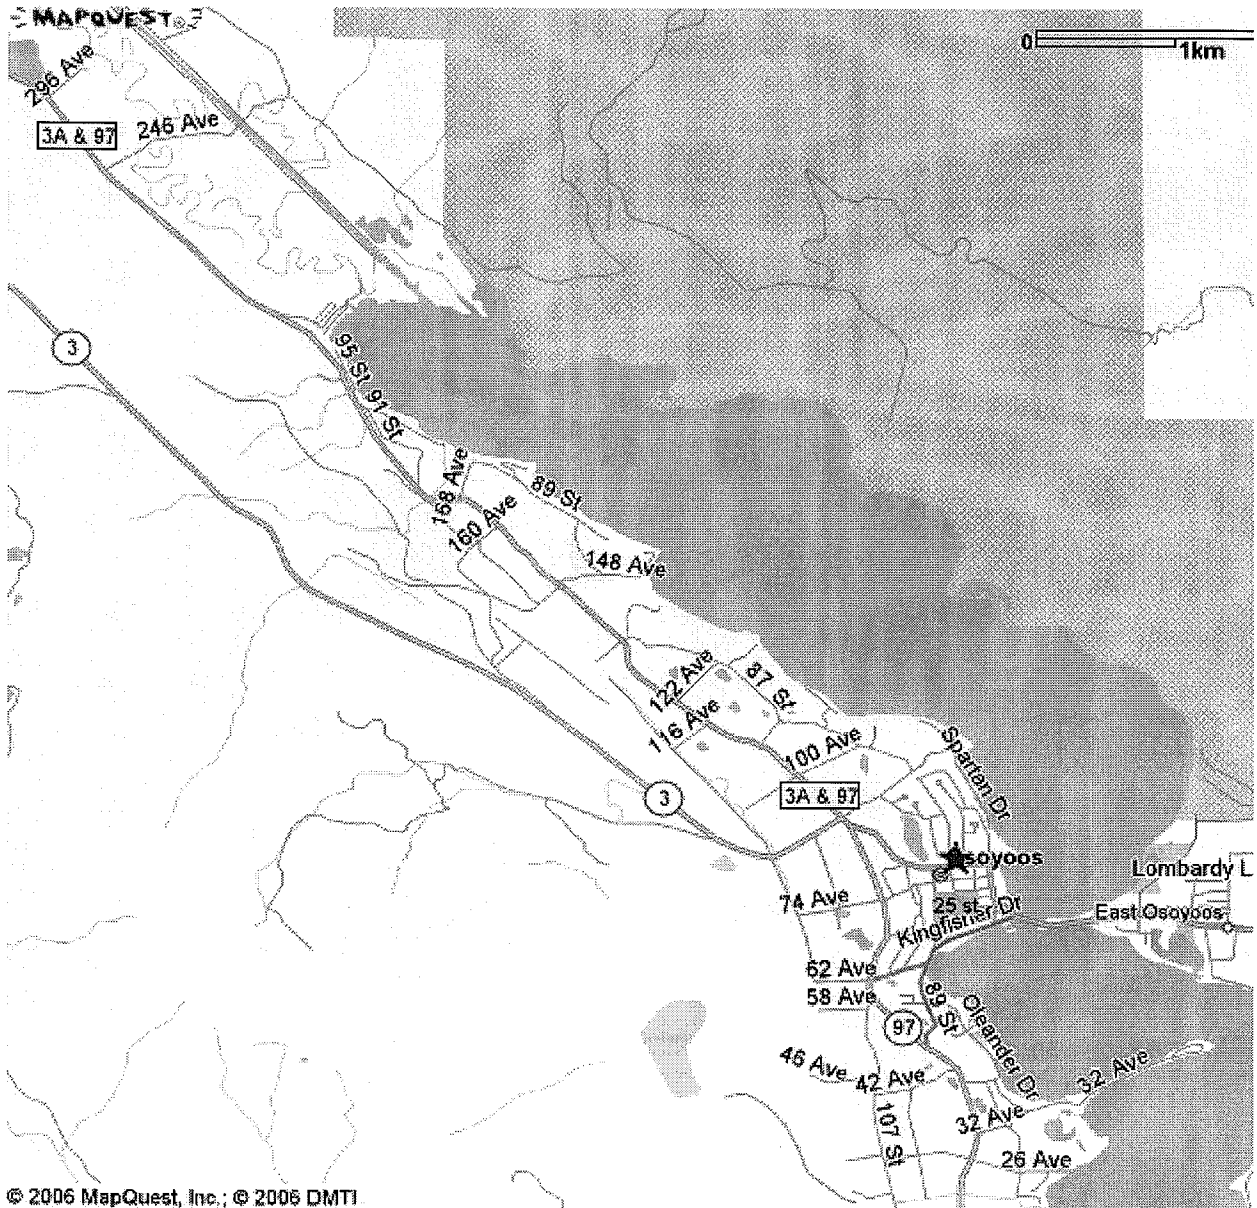 MAPQUEST
0
1km
296 Ave
3A & 97
246 Ave
3
95 St
91 St
168 Ave
89 St
160 Ave
148 Ave
122 Ave
87 St
116 Ave
100 Ave
Spartan Dr
3A & 97
3
soyoos
Lombardy L
74 Ave
25 st
East Osoyoos
Kingfisher Dr
62 Ave
58 Ave
89 St
Oleander Dr
97
46 Ave
42 Ave
32 Ave
107 St
32 Ave
26 Ave
© 2006 MapQuest, Inc.; © 2006 DMTI